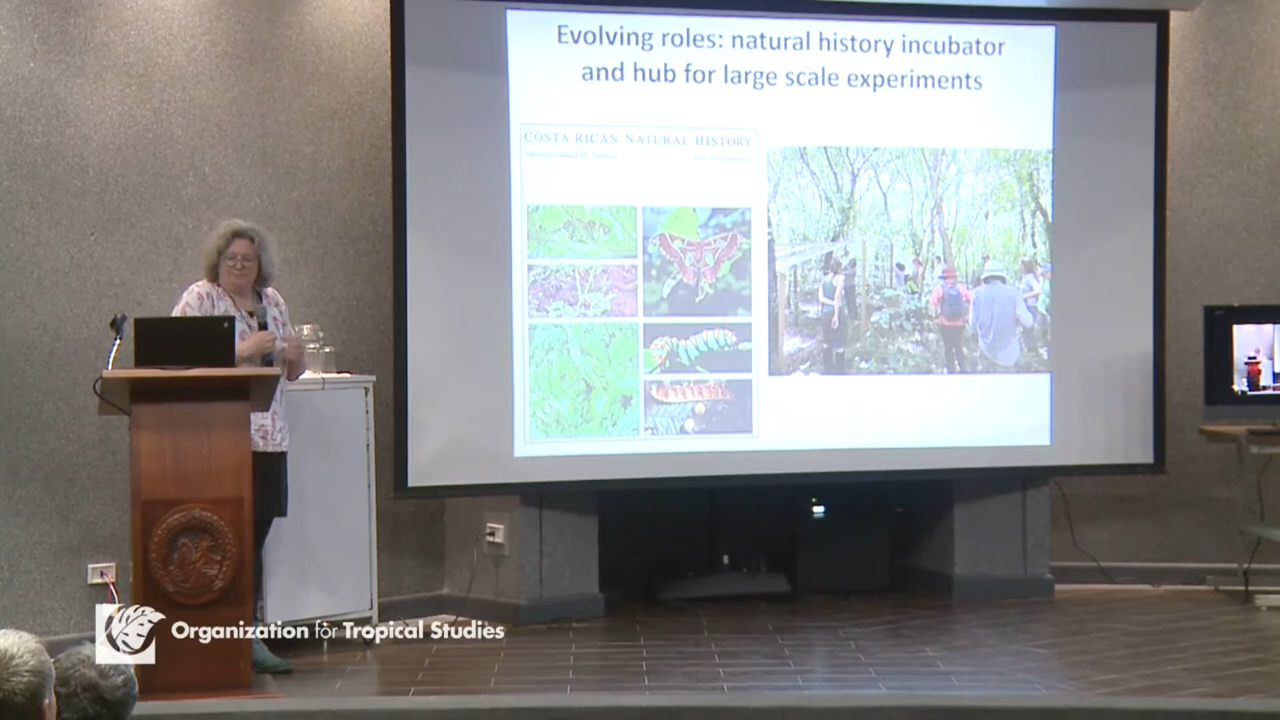 Evolving roles: natural history incubator
and hub for large scale experiments
COSTA RICAN NATURAL HISTORY
Organization for Tropical Studies